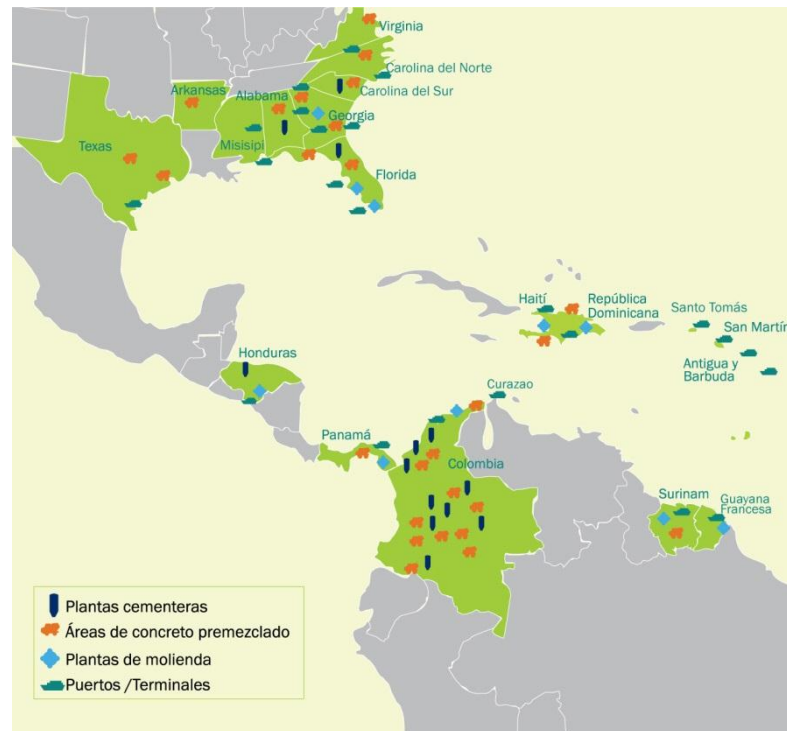 Virginia
Carolina del Norte
Arkansas
Alabama
Carolina del Sur
Georgia
Texas
Misisipi
Florida
Haití
República
Dominicana
Santo Tomás
San Martín
Antigua y
Barbuda
Honduras
Curazao
Panamá
Colombia
Surinam
Guayana
Francesa
Plantas cementeras
Áreas de concreto premezclado
Plantas de molienda
Puertos /Terminales